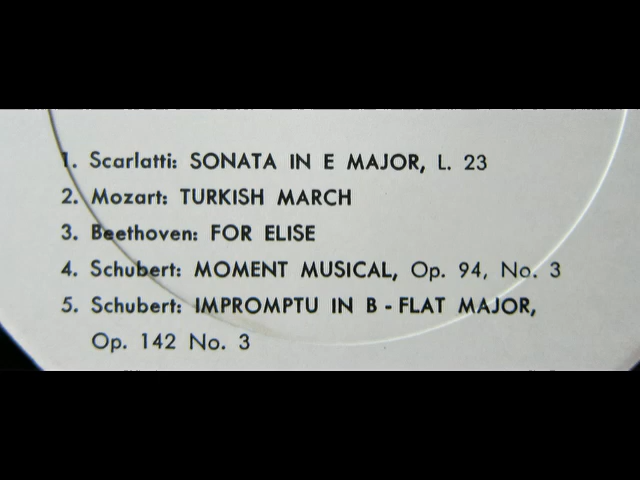 1. Scarlatti: SONATA IN E MAJOR, L. 23
2. Mozart: TURKISH MARCH
3. Beethoven: FOR ELISE
4. Schubert: MOMENT MUSICAL, Op. 94, No. 3
5. Schubert: IMPROMPTU IN B - FLAT MAJOR,
Op. 142 No. 3